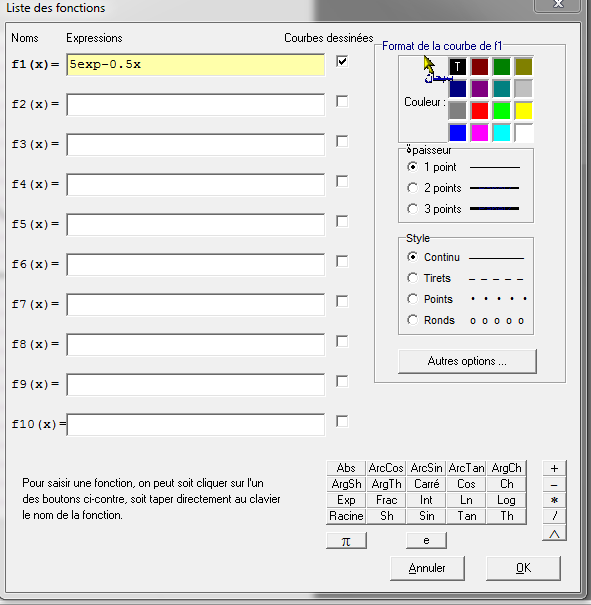 Liste des fonctions
x
Noms Expressions Courbes dessinées
f1(x)= 5exp-0.5x
f2(x)=
f3(x)=
f4(x)=
f5(x)=
f6(x)=
f7(x)=
f8(x)=
f9(x)=
f10(x)=
Format de la courbe de f1
T
Couleur :
paisseur
1 point
2 points
3 points
Style
Continu
Tirets
Points
Ronds
Autres options ...
Pour saisir une fonction, on peut soit cliquer sur l'un
des boutons ci-contre, soit taper directement au clavier
le nom de la fonction.
Abs ArcCos ArcSin ArcTan ArgCh +
ArgSh ArgTh Carré Cos Ch –
Exp Frac Int Ln Log *
Racine Sh Sin Tan Th /
π e ^
Annuler OK